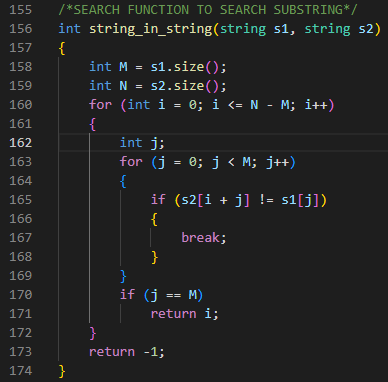 155 /*SEARCH FUNCTION TO SEARCH SUBSTRING*/
156 int string_in_string(string s1, string s2)
157 {
158     int M = s1.size();
159     int N = s2.size();
160     for (int i = 0; i <= N - M; i++)
161     {
162         int j;
163         for (j = 0; j < M; j++)
164         {
165             if (s2[i + j] != s1[j])
166             {
167                 break;
168             }
169         }
170         if (j == M)
171             return i;
172     }
173     return -1;
174 }